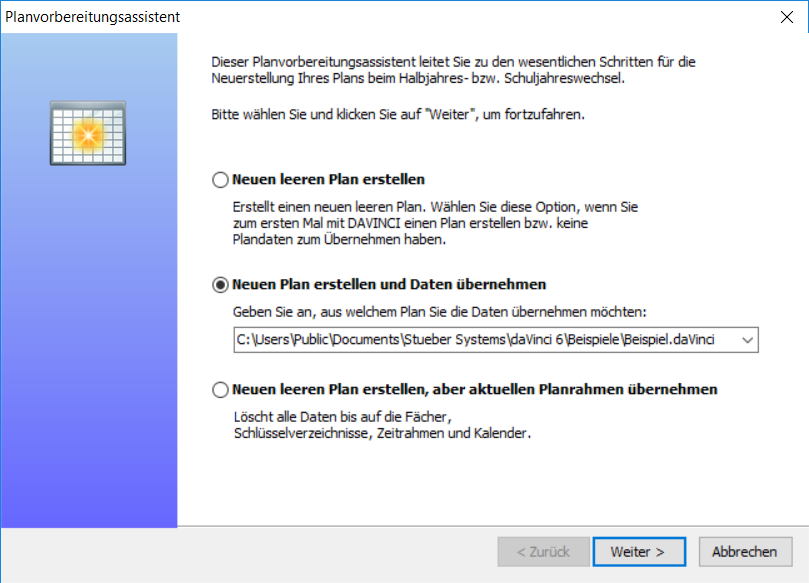 Planvorbereitungsassistent
Dieser Planvorbereitungsassistent leitet Sie zu den wesentlichen Schritten für die
Neuerstellung Ihres Plans beim Halbjahres- bzw. Schuljahreswechsel.
Bitte wählen Sie und klicken Sie auf "Weiter", um fortzufahren.
Neuen leeren Plan erstellen
Erstellt einen neuen leeren Plan. Wählen Sie diese Option, wenn Sie
zum ersten Mal mit DAVINCI einen Plan erstellen bzw. keine
Plandaten zum Übernehmen haben.
Neuen Plan erstellen und Daten übernehmen
Geben Sie an, aus welchem Plan Sie die Daten übernehmen möchten:
C:\Users\Public\Documents\Stueber Systems\daVinci 6\Beispiele\Beispiel.daVinci
Neuen leeren Plan erstellen, aber aktuellen Planrahmen übernehmen
Löscht alle Daten bis auf die Fächer,
Schlüsselverzeichnisse, Zeitrahmen und Kalender.
< Zurück
Weiter >
Abbrechen